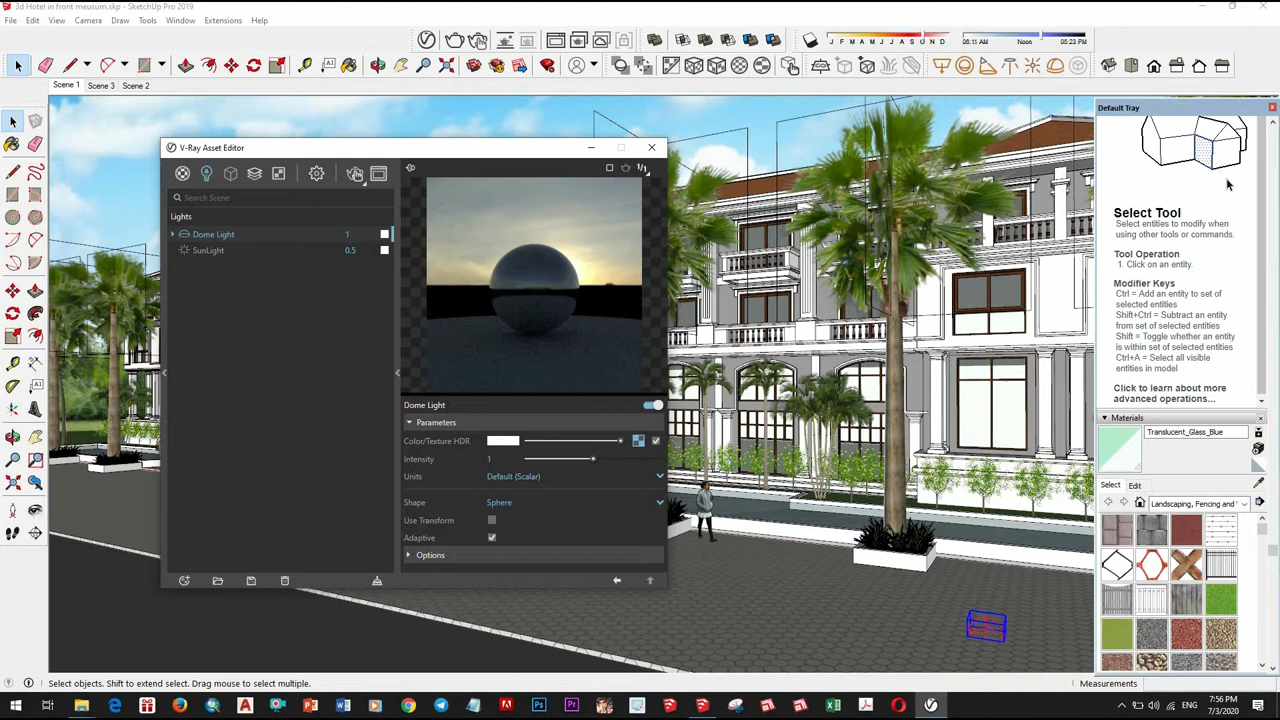 3d Hotel in front meusum.skp - SketchUp Pro 2019
File Edit View Camera Draw Tools Window Extensions Help
J F M A M J J A S O N D
06:11 AM Noon 05:23 PM
Scene 1 Scene 3 Scene 2
V-Ray Asset Editor
Search Scene
Lights
Dome Light 1
SunLight 0.5
Dome Light
Parameters
Color/Texture HDR
Intensity 1
Units Default (Scalar)
Shape Sphere
Use Transform
Adaptive
Options
Default Tray
Select Tool
Select entities to modify when
using other tools or commands.
Tool Operation
1. Click on an entity.
Modifier Keys
Ctrl = Add an entity to set of
selected entities
Shift+Ctrl = Subtract an entity
from set of selected entities
Shift = Toggle whether an entity
is within set of selected entities
Ctrl+A = Select all visible
entities in model
Click to learn about more
advanced operations...
Materials
Translucent_Glass_Blue
Select Edit
Landscaping, Fencing and
Select objects. Shift to extend select. Drag mouse to select multiple.
Measurements
ENG
7:56 PM
7/3/2020